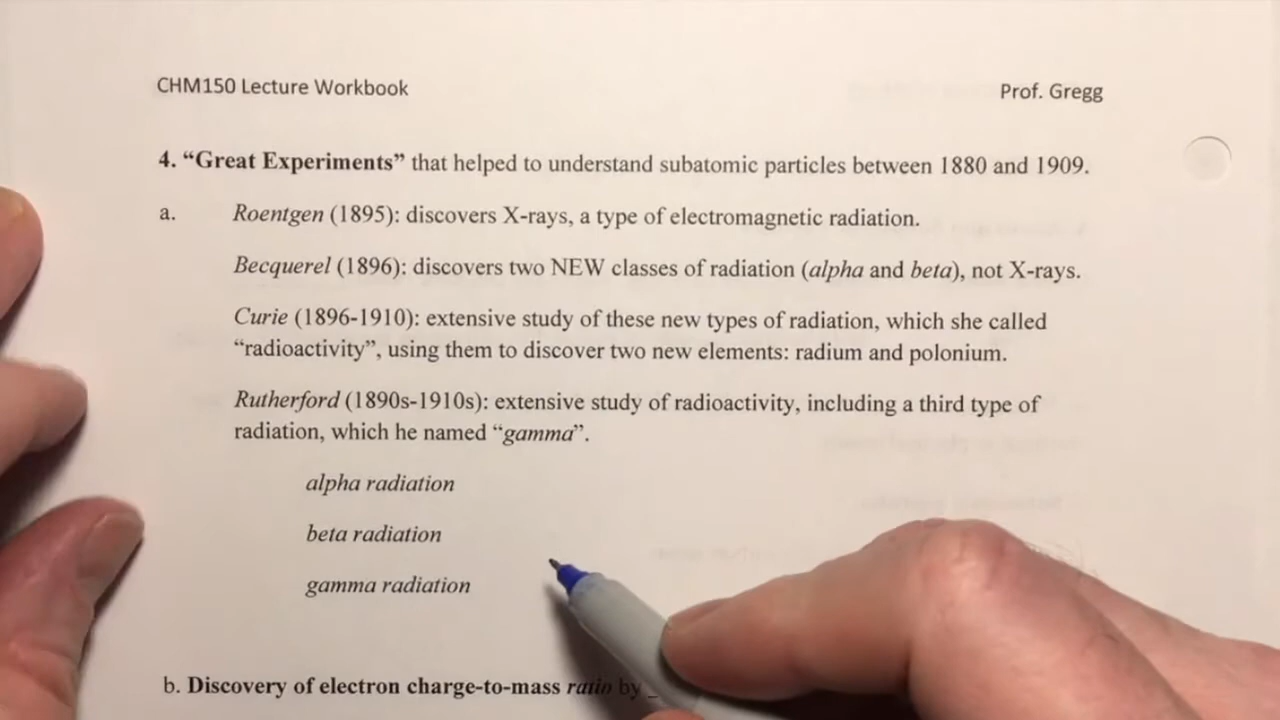 CHM150 Lecture Workbook Prof. Gregg
4. “Great Experiments” that helped to understand subatomic particles between 1880 and 1909.
a. Roentgen (1895): discovers X-rays, a type of electromagnetic radiation.
Becquerel (1896): discovers two NEW classes of radiation (alpha and beta), not X-rays.
Curie (1896-1910): extensive study of these new types of radiation, which she called
“radioactivity”, using them to discover two new elements: radium and polonium.
Rutherford (1890s-1910s): extensive study of radioactivity, including a third type of
radiation, which he named “gamma”.
alpha radiation
beta radiation
gamma radiation
b. Discovery of electron charge-to-mass ratio by _